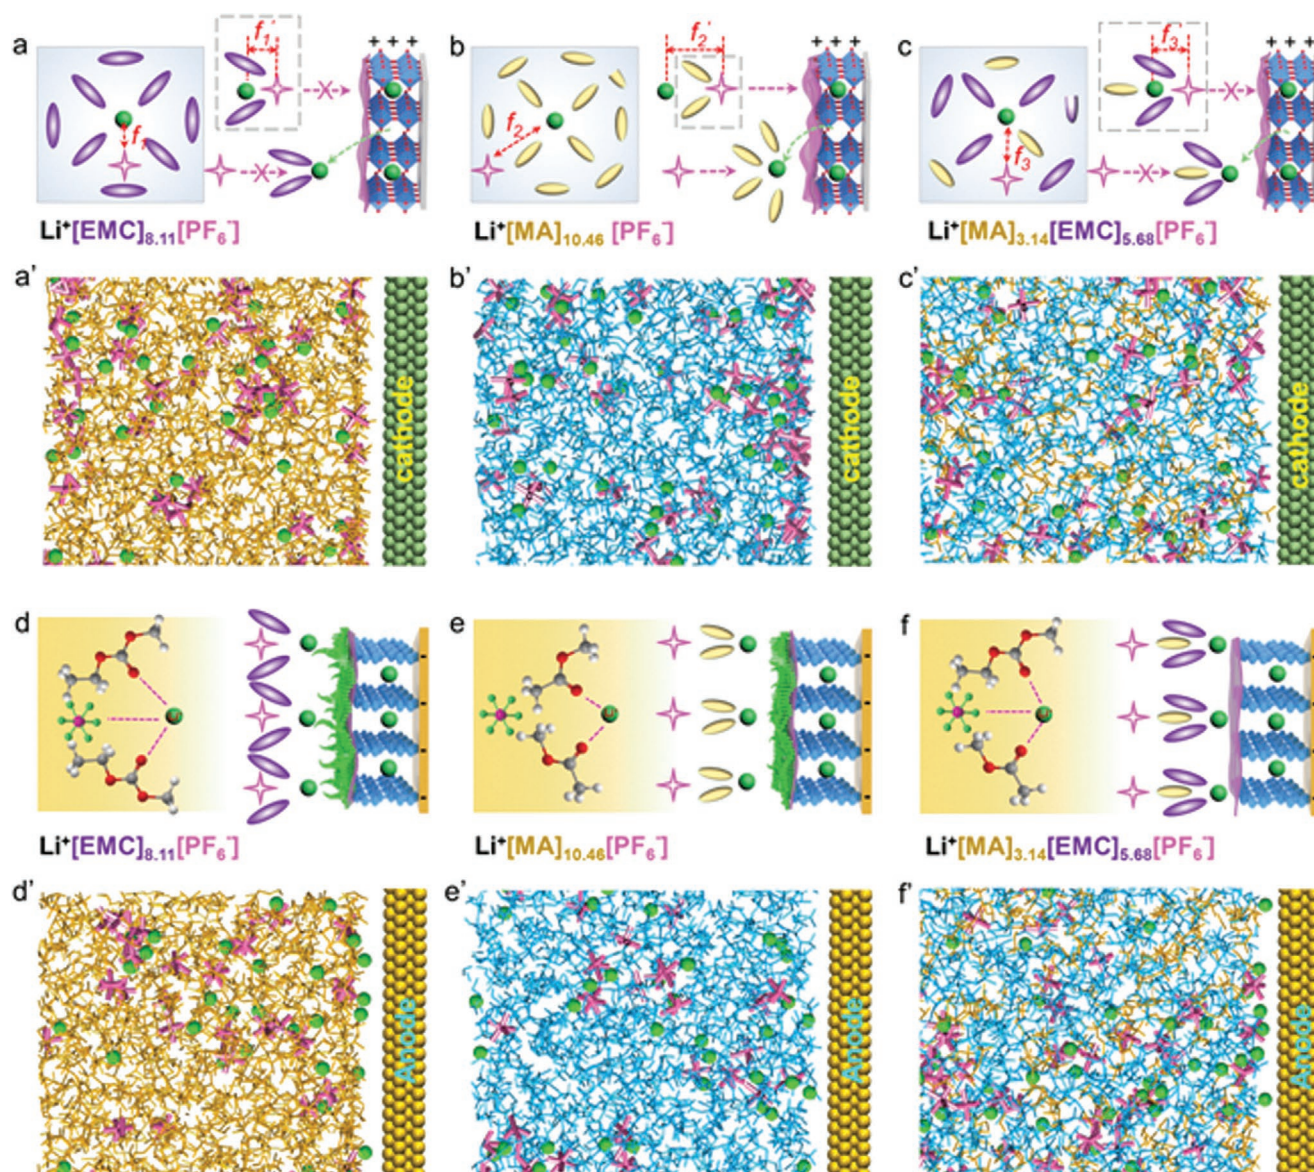 a
f₁'
+ + +
f₁
Li⁺[EMC]₈.₁₁[PF₆⁻]
b
f₂'
+ + +
f₂
Li⁺[MA]₁₀.₄₆ [PF₆⁻]
c
f₃'
+ + +
f₃
Li⁺[MA]₃.₁₄[EMC]₅.₆₈[PF₆⁻]
a'
cathode
b'
cathode
c'
cathode
d
Li⁺[EMC]₈.₁₁[PF₆⁻]
e
Li⁺[MA]₁₀.₄₆[PF₆⁻]
f
Li⁺[MA]₃.₁₄[EMC]₅.₆₈[PF₆⁻]
d'
Anode
e'
Anode
f'
Anode